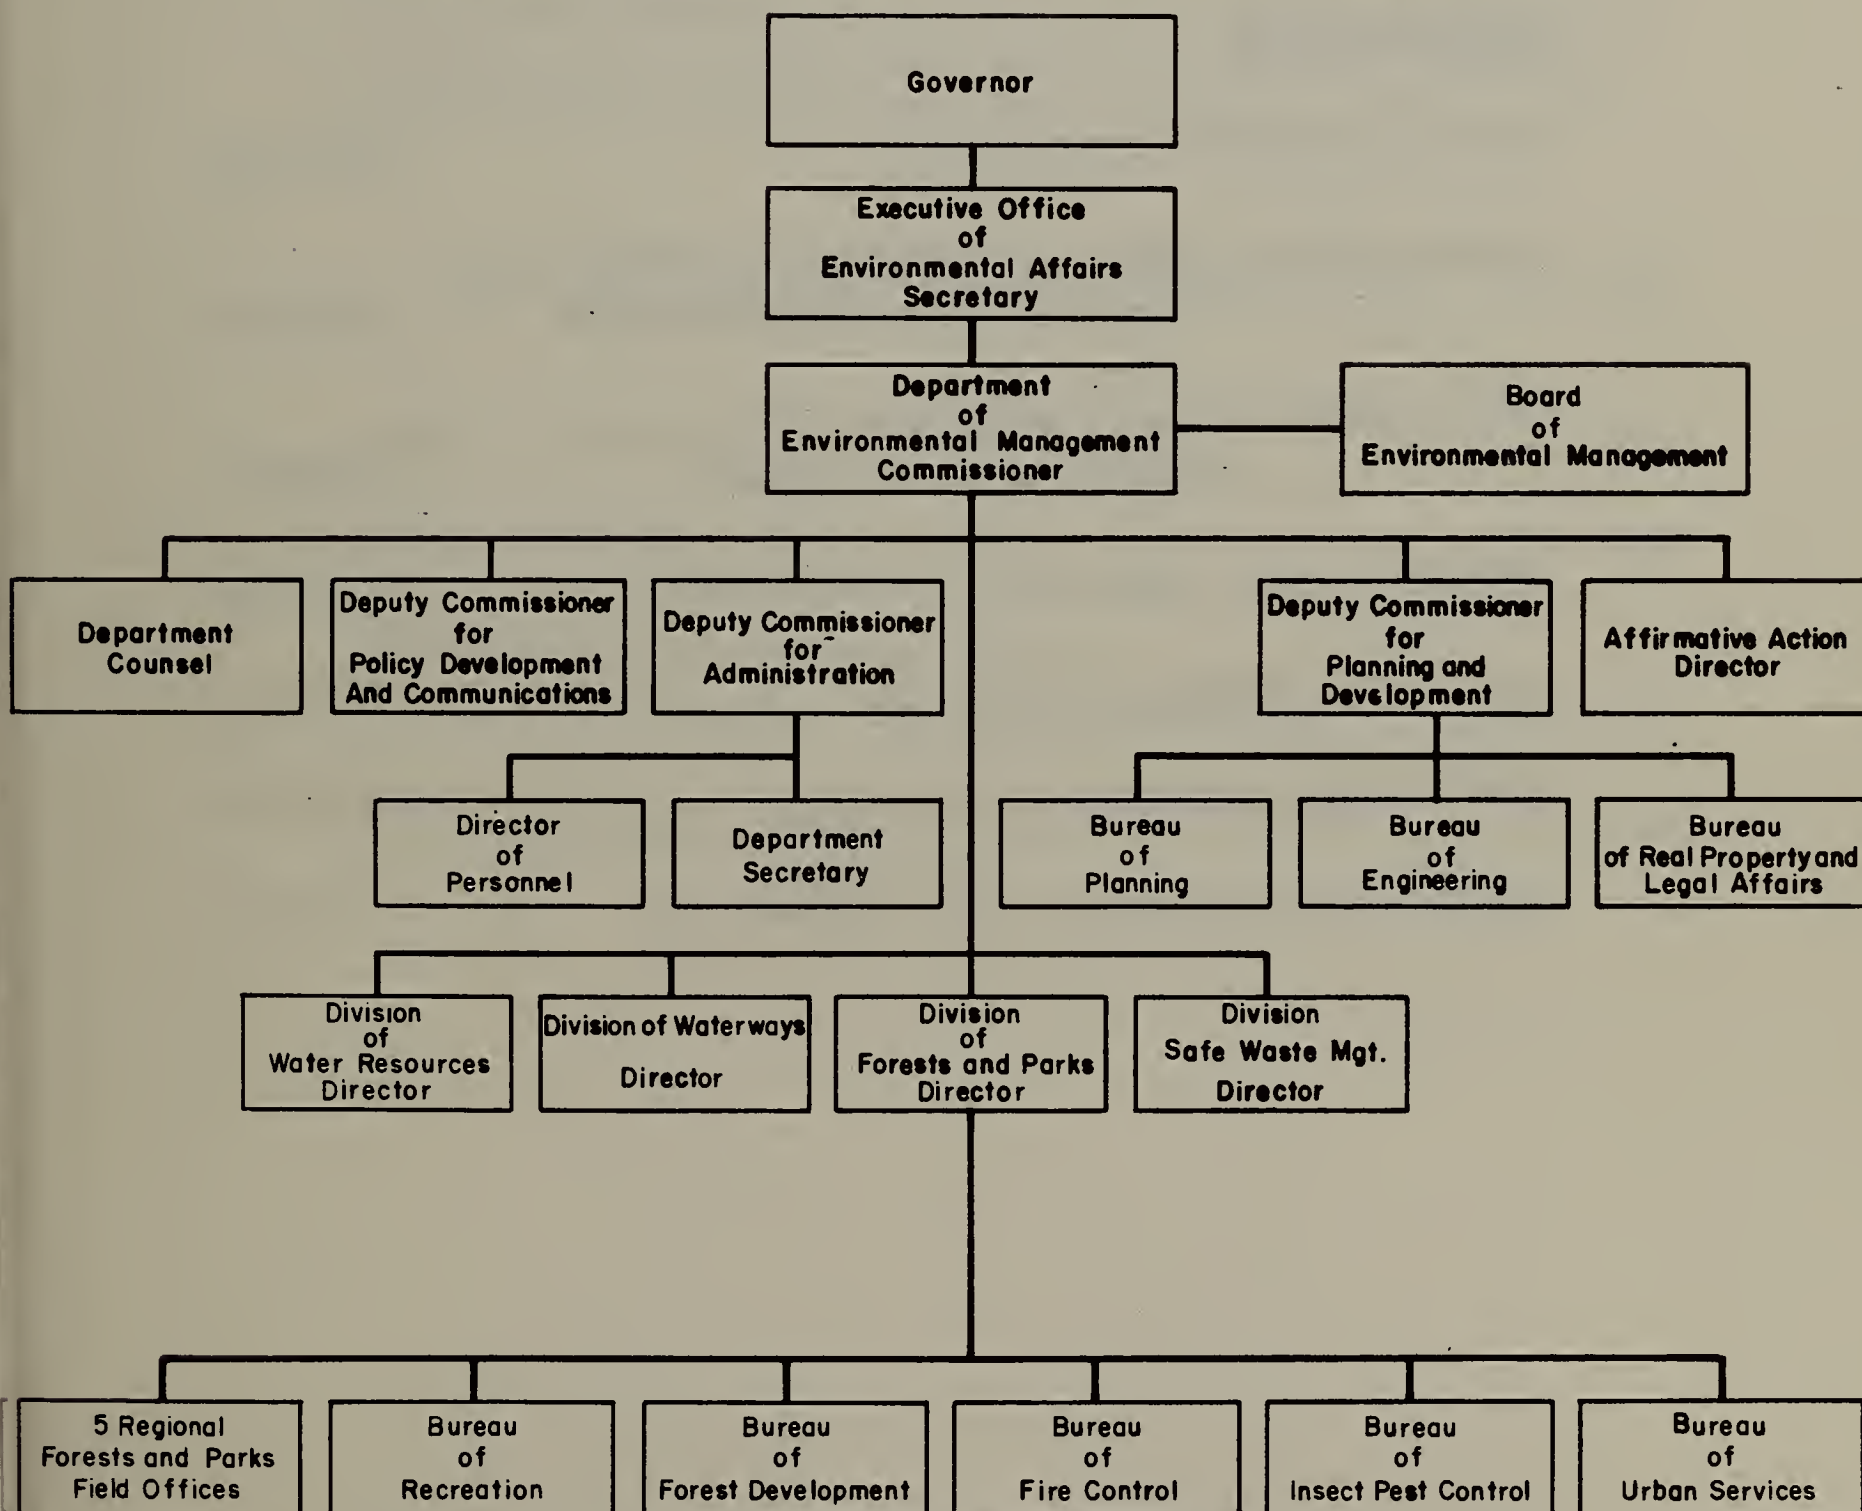 Governor
Executive Office
of
Environmental Affairs
Secretary
Department
of
Environmental Management
Commissioner
Board
of
Environmental Management
Department
Counsel
Deputy Commissioner
for
Policy Development
And Communications
Deputy Commissioner
for
Administration
Deputy Commissioner
for
Planning and
Development
Affirmative Action
Director
Director
of
Personnel
Department
Secretary
Bureau
of
Planning
Bureau
of
Engineering
Bureau
of Real Property and
Legal Affairs
Division
of
Water Resources
Director
Division of Waterways
Director
Division
of
Forests and Parks
Director
Division
Safe Waste Mgt.
Director
5 Regional
Forests and Parks
Field Offices
Bureau
of
Recreation
Bureau
of
Forest Development
Bureau
of
Fire Control
Bureau
of
Insect Pest Control
Bureau
of
Urban Services